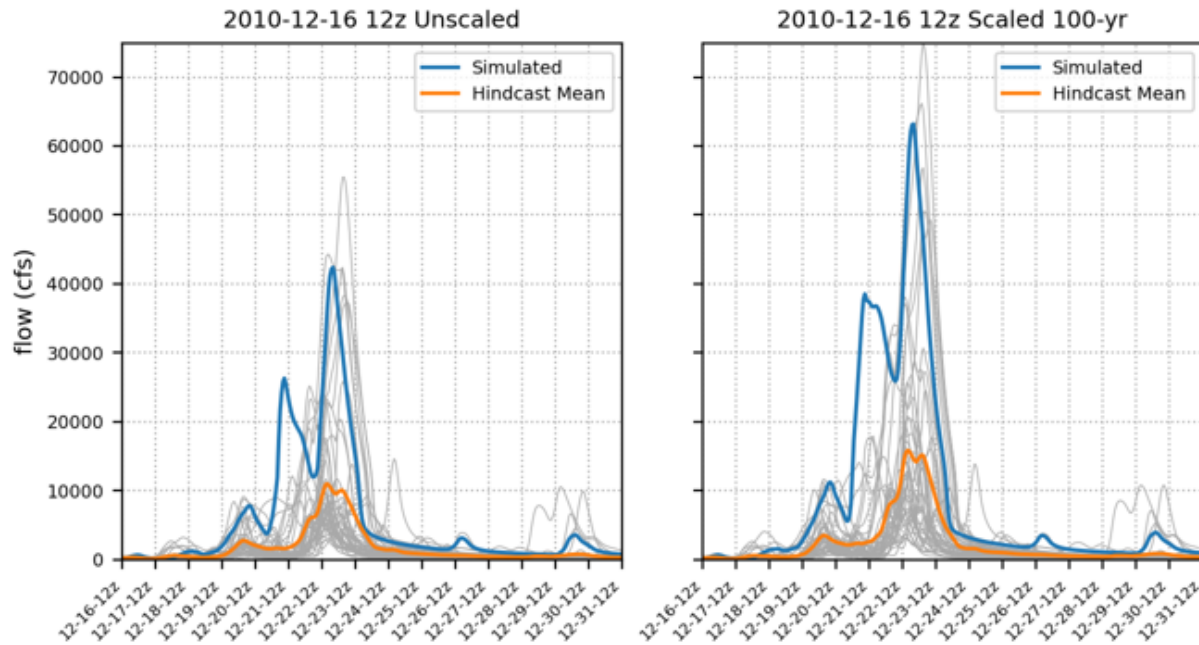 2010-12-16 12z Unscaled
Simulated
Hindcast Mean
flow (cfs)
70000
60000
50000
40000
30000
20000
10000
0
12-16-12z
12-17-12z
12-18-12z
12-19-12z
12-20-12z
12-21-12z
12-22-12z
12-23-12z
12-24-12z
12-25-12z
12-26-12z
12-27-12z
12-28-12z
12-29-12z
12-30-12z
12-31-12z
2010-12-16 12z Scaled 100-yr
Simulated
Hindcast Mean
12-16-12z
12-17-12z
12-18-12z
12-19-12z
12-20-12z
12-21-12z
12-22-12z
12-23-12z
12-24-12z
12-25-12z
12-26-12z
12-27-12z
12-28-12z
12-29-12z
12-30-12z
12-31-12z